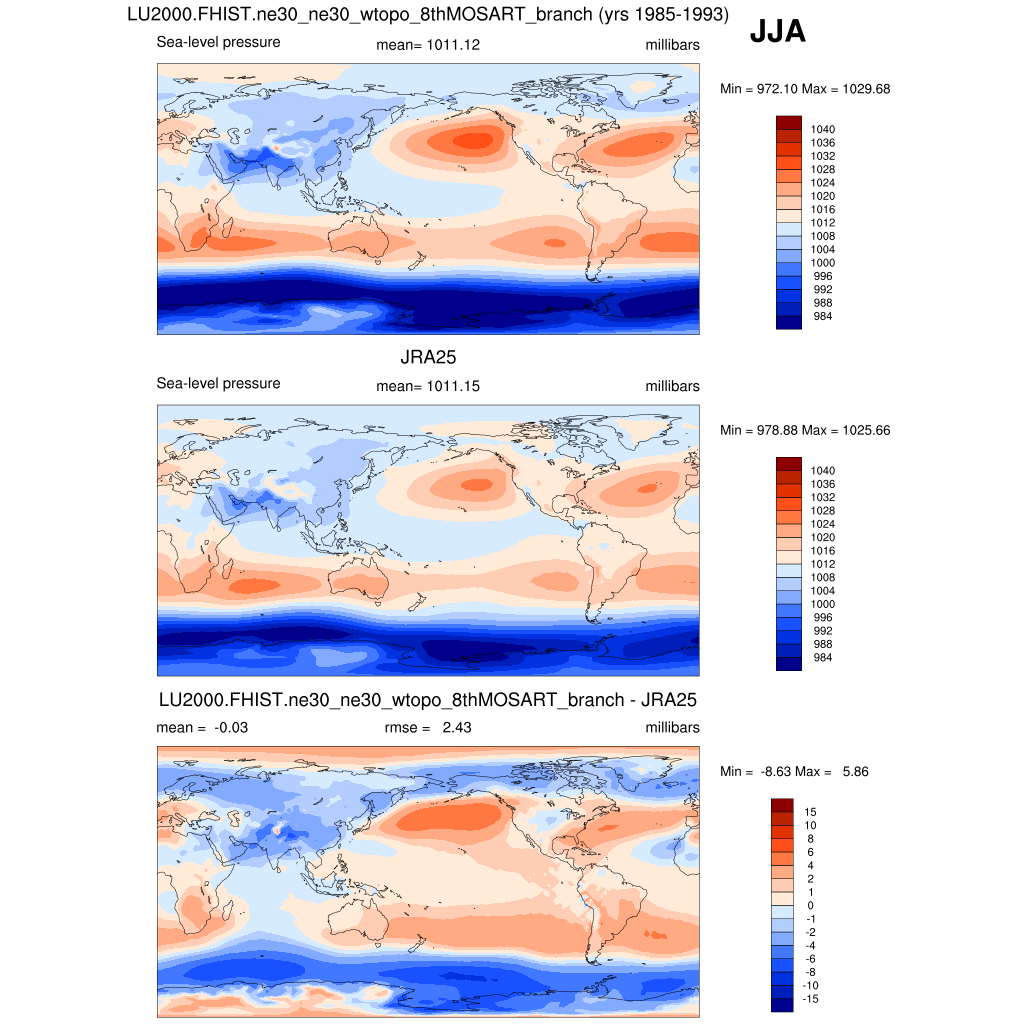 LU2000.FHIST.ne30_ne30_wtopo_8thMOSART_branch (yrs 1985-1993)
JJA
Sea-level pressure
mean= 1011.12
millibars
Min = 972.10 Max = 1029.68
1040
1036
1032
1028
1024
1020
1016
1012
1008
1004
1000
996
992
988
984
JRA25
Sea-level pressure
mean= 1011.15
millibars
Min = 978.88 Max = 1025.66
1040
1036
1032
1028
1024
1020
1016
1012
1008
1004
1000
996
992
988
984
LU2000.FHIST.ne30_ne30_wtopo_8thMOSART_branch - JRA25
mean = -0.03
rmse = 2.43
millibars
Min = -8.63 Max = 5.86
15
10
8
6
4
2
1
0
-1
-2
-4
-6
-8
-10
-15